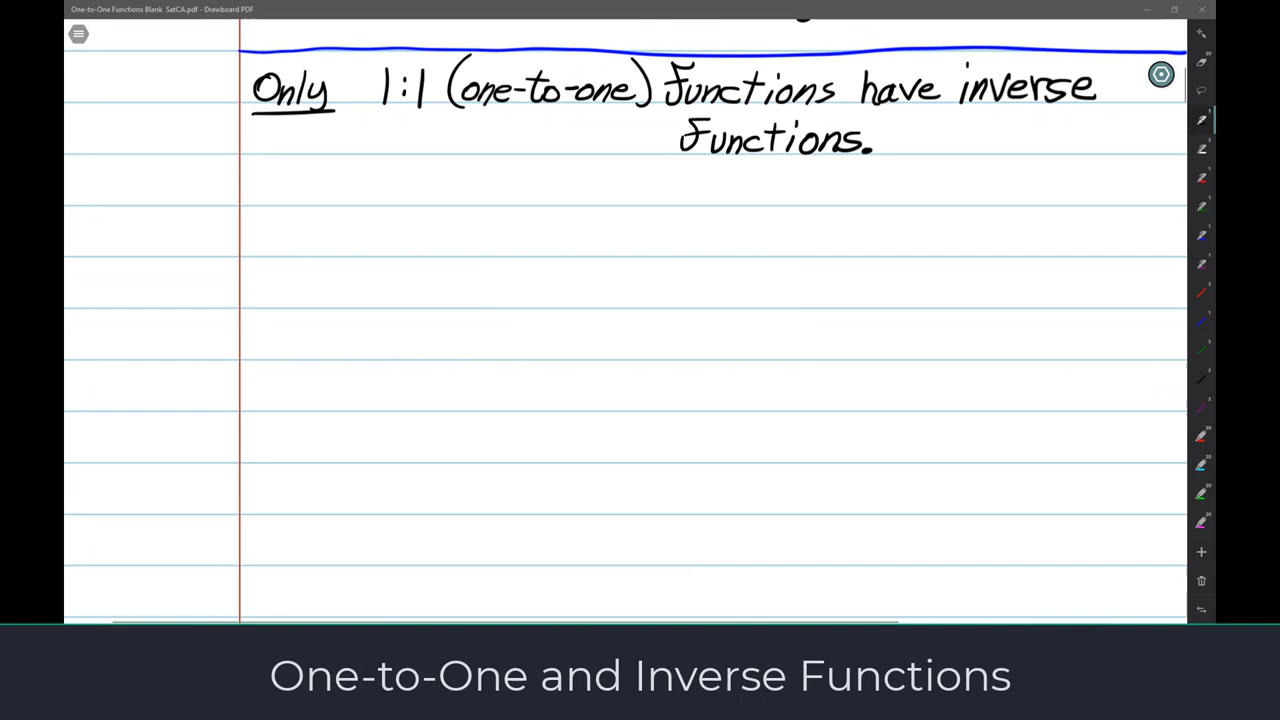 One-to-One Functions Blank SatCA.pdf - Drawboard PDF
Only 1:1 (one-to-one) Functions have inverse
Functions.
One-to-One and Inverse Functions